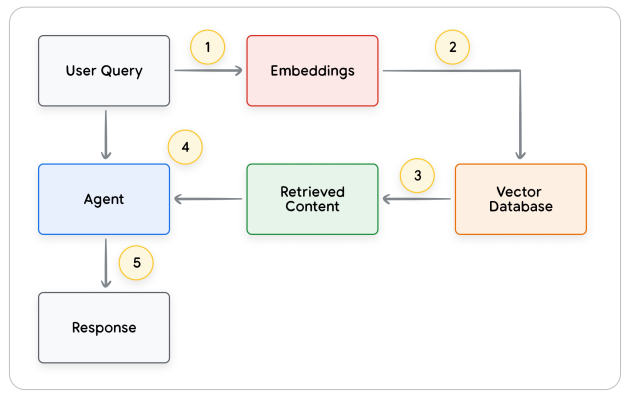 1
2
User Query
Embeddings
4
3
Agent
Retrieved
Content
Vector
Database
5
Response